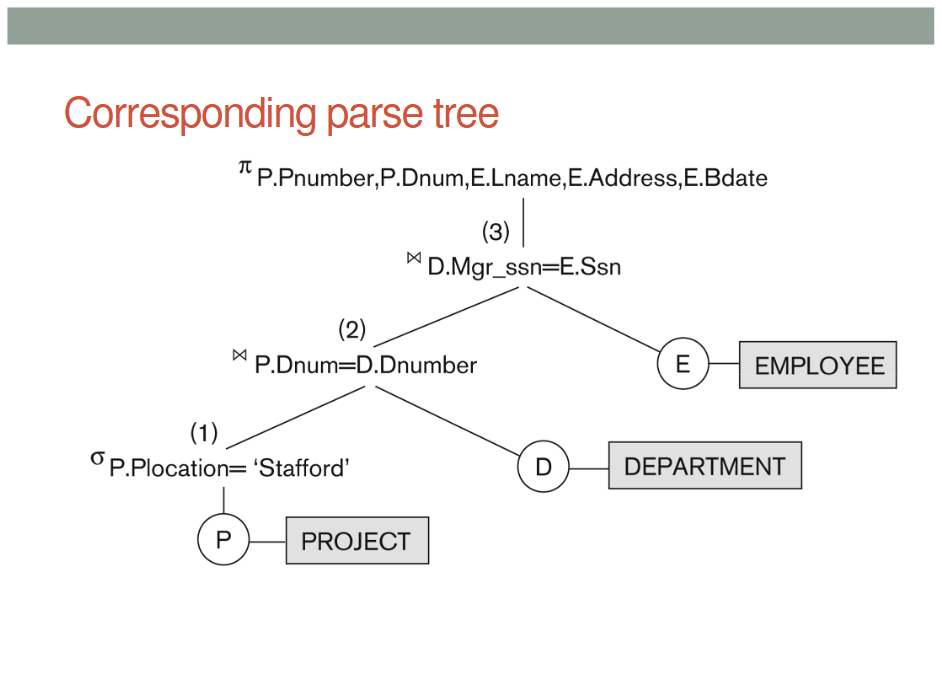 Corresponding parse tree
π P.Pnumber,P.Dnum,E.Lname,E.Address,E.Bdate
(3)
⋈ D.Mgr_ssn=E.Ssn
(2)
⋈ P.Dnum=D.Dnumber
E EMPLOYEE
(1)
σ P.Plocation= ‘Stafford’
D DEPARTMENT
P PROJECT